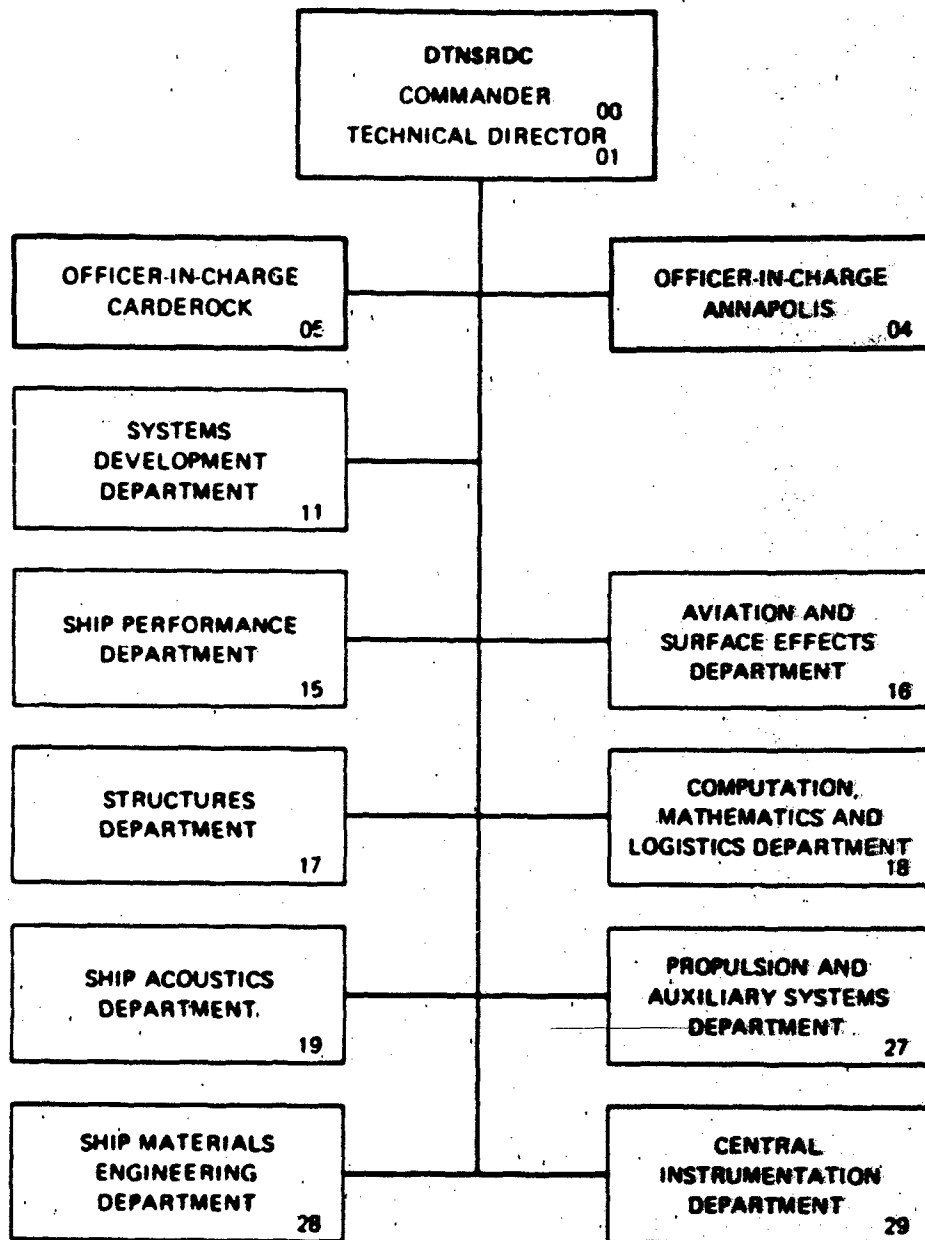 DTNSRDC
COMMANDER
00
TECHNICAL DIRECTOR
01
OFFICER-IN-CHARGE
CARDEROCK
05
OFFICER-IN-CHARGE
ANNAPOLIS
04
SYSTEMS
DEVELOPMENT
DEPARTMENT
11
SHIP PERFORMANCE
DEPARTMENT
15
AVIATION AND
SURFACE EFFECTS
DEPARTMENT
16
STRUCTURES
DEPARTMENT
17
COMPUTATION,
MATHEMATICS AND
LOGISTICS DEPARTMENT
18
SHIP ACOUSTICS
DEPARTMENT
19
PROPULSION AND
AUXILIARY SYSTEMS
DEPARTMENT
27
SHIP MATERIALS
ENGINEERING
DEPARTMENT
28
CENTRAL
INSTRUMENTATION
DEPARTMENT
29